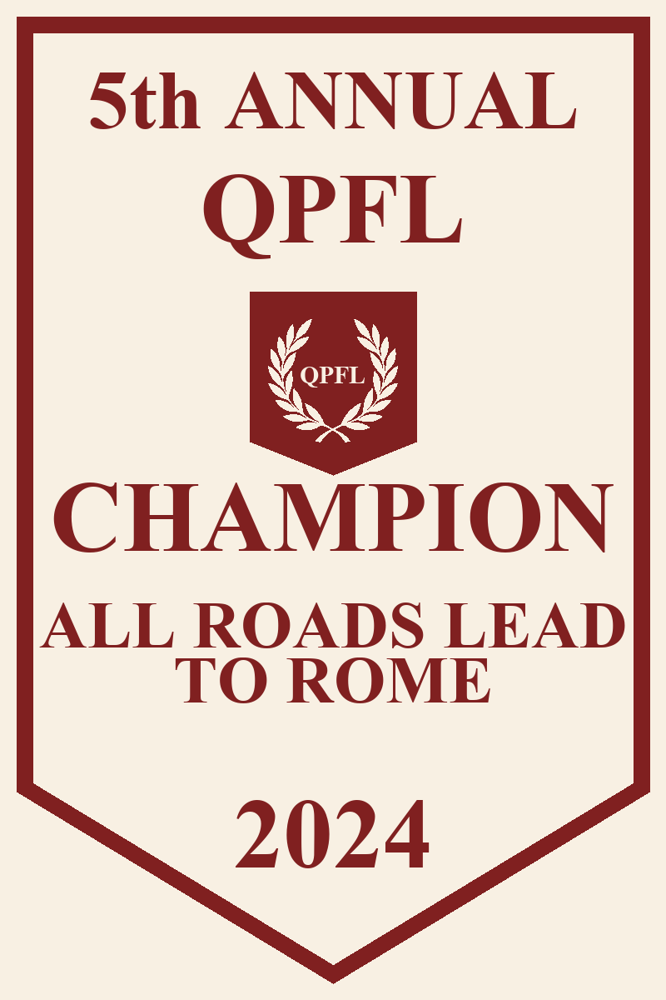 5th ANNUAL
QPFL
QPFL
CHAMPION
ALL ROADS LEAD
TO ROME
2024